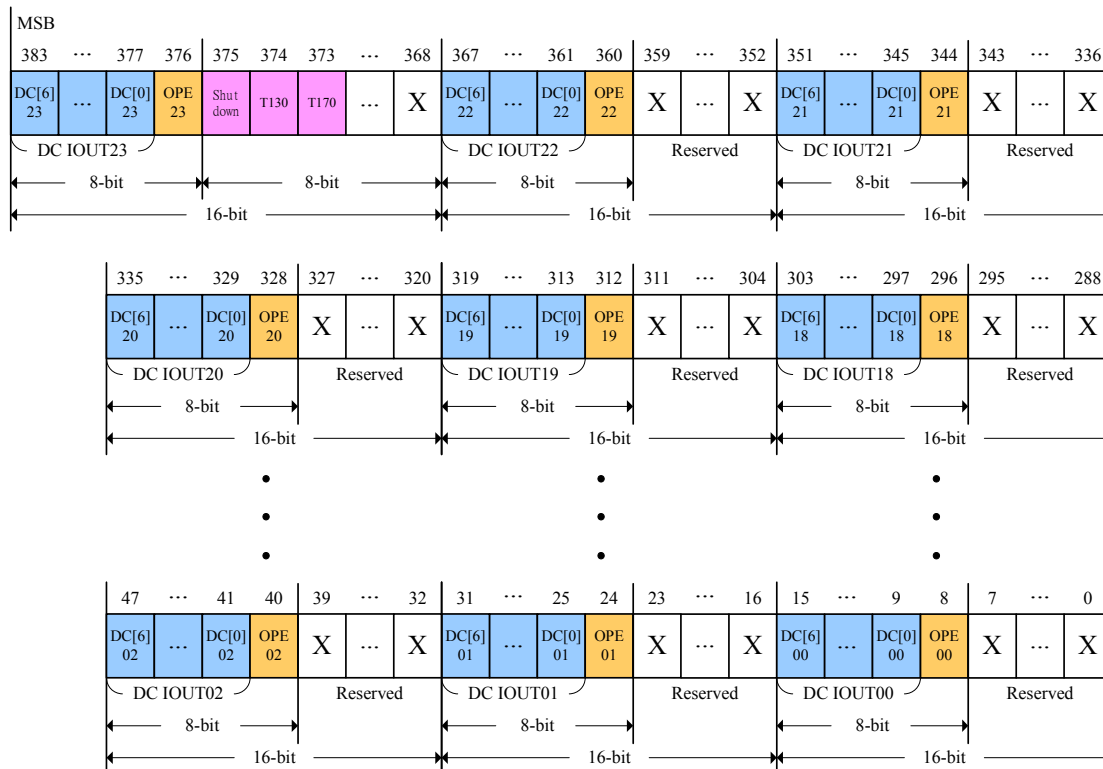 MSB
383 ... 377 376 375 374 373 ... 368 367 ... 361 360 359 ... 352 351 ... 345 344 343 ... 336
DC[6] 23 ... DC[0] 23 OPE 23 Shut down T130 T170 ... X DC[6] 22 ... DC[0] 22 OPE 22 X ... X DC[6] 21 ... DC[0] 21 OPE 21 X ... X
DC IOUT23 DC IOUT22 Reserved DC IOUT21 Reserved
8-bit 8-bit 8-bit 8-bit
16-bit 16-bit 16-bit
335 ... 329 328 327 ... 320 319 ... 313 312 311 ... 304 303 ... 297 296 295 ... 288
DC[6] 20 ... DC[0] 20 OPE 20 X ... X DC[6] 19 ... DC[0] 19 OPE 19 X ... X DC[6] 18 ... DC[0] 18 OPE 18 X ... X
DC IOUT20 Reserved DC IOUT19 Reserved DC IOUT18 Reserved
8-bit 8-bit 8-bit
16-bit 16-bit 16-bit
47 ... 41 40 39 ... 32 31 ... 25 24 23 ... 16 15 ... 9 8 7 ... 0
DC[6] 02 ... DC[0] 02 OPE 02 X ... X DC[6] 01 ... DC[0] 01 OPE 01 X ... X DC[6] 00 ... DC[0] 00 OPE 00 X ... X
DC IOUT02 Reserved DC IOUT01 Reserved DC IOUT00 Reserved
8-bit 8-bit 8-bit
16-bit 16-bit 16-bit